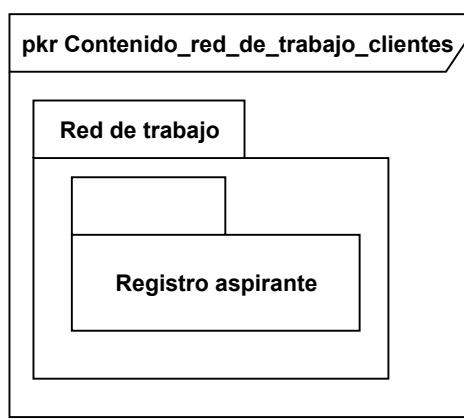 pkr Contenido_red_de_trabajo_clientes
Red de trabajo
Registro aspirante